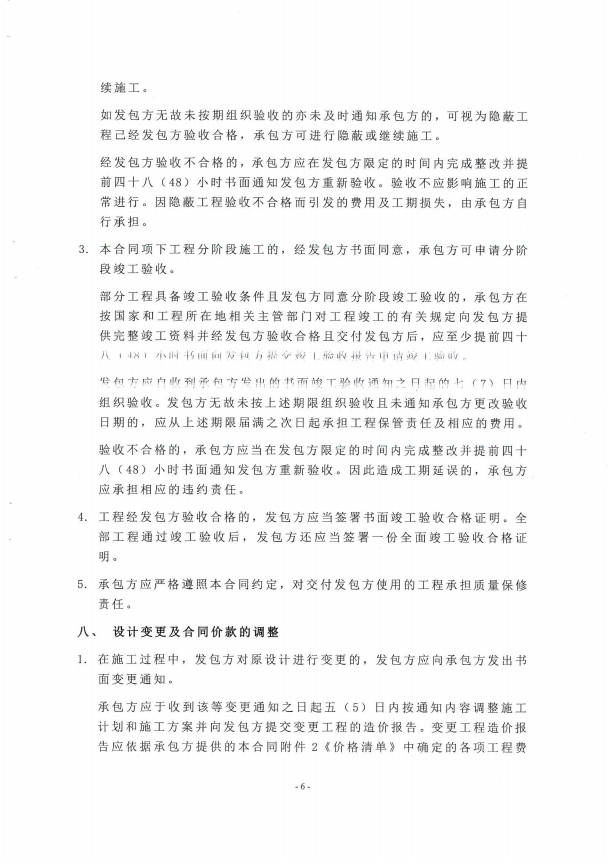 续施工。
如发包方无故未按期组织验收的亦未及时通知承包方的，可视为隐蔽工
程已经发包方验收合格，承包方可进行隐蔽或继续施工。
经发包方验收不合格的，承包方应在发包方限定的时间内完成整改并提
前四十八（48）小时书面通知发包方重新验收。验收不应影响施工的正
常进行。因隐蔽工程验收不合格而引发的费用及工期损失，由承包方自
行承担。
3. 本合同项下工程分阶段施工的，经发包方书面同意，承包方可申请分阶
段竣工验收。
部分工程具备竣工验收条件且发包方同意分阶段竣工验收的，承包方在
按国家和工程所在地相关主管部门对工程竣工的有关规定向发包方提
供完整竣工资料并经发包方验收合格且交付发包方后，应至少提前四十
八（48）小时书面向发包方提交竣工验收报告申请竣工验收。
发包方应自收到承包方发出的书面竣工验收通知之日起的七（7）日内
组织验收。发包方无故未按上述期限组织验收且未通知承包方更改验收
日期的，应从上述期限届满之次日起承担工程保管责任及相应的费用。
验收不合格的，承包方应当在发包方限定的时间内完成整改并提前四十
八（48）小时书面通知发包方重新验收。因此造成工期延误的，承包方
应承担相应的违约责任。
4. 工程经发包方验收合格的，发包方应当签署书面竣工验收合格证明。全
部工程通过竣工验收后，发包方还应当签署一份全面竣工验收合格证
明。
5. 承包方应严格遵照本合同约定，对交付发包方使用的工程承担质量保修
责任。
八、 设计变更及合同价款的调整
1. 在施工过程中，发包方对原设计进行变更的，发包方应向承包方发出书
面变更通知。
承包方应于收到该等变更通知之日起五（5）日内按通知内容调整施工
计划和施工方案并向发包方提交变更工程的造价报告。变更工程造价报
告应依据承包方提供的本合同附件 2《价格清单》中确定的各项工程费
- 6 -